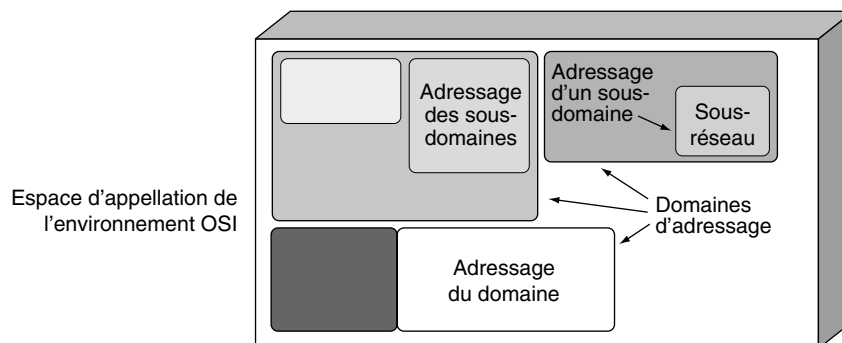 Espace d'appellation de
l'environnement OSI
Adressage
des sous-
domaines
Adressage
d'un sous-
domaine
Sous-
réseau
Domaines
d'adressage
Adressage
du domaine